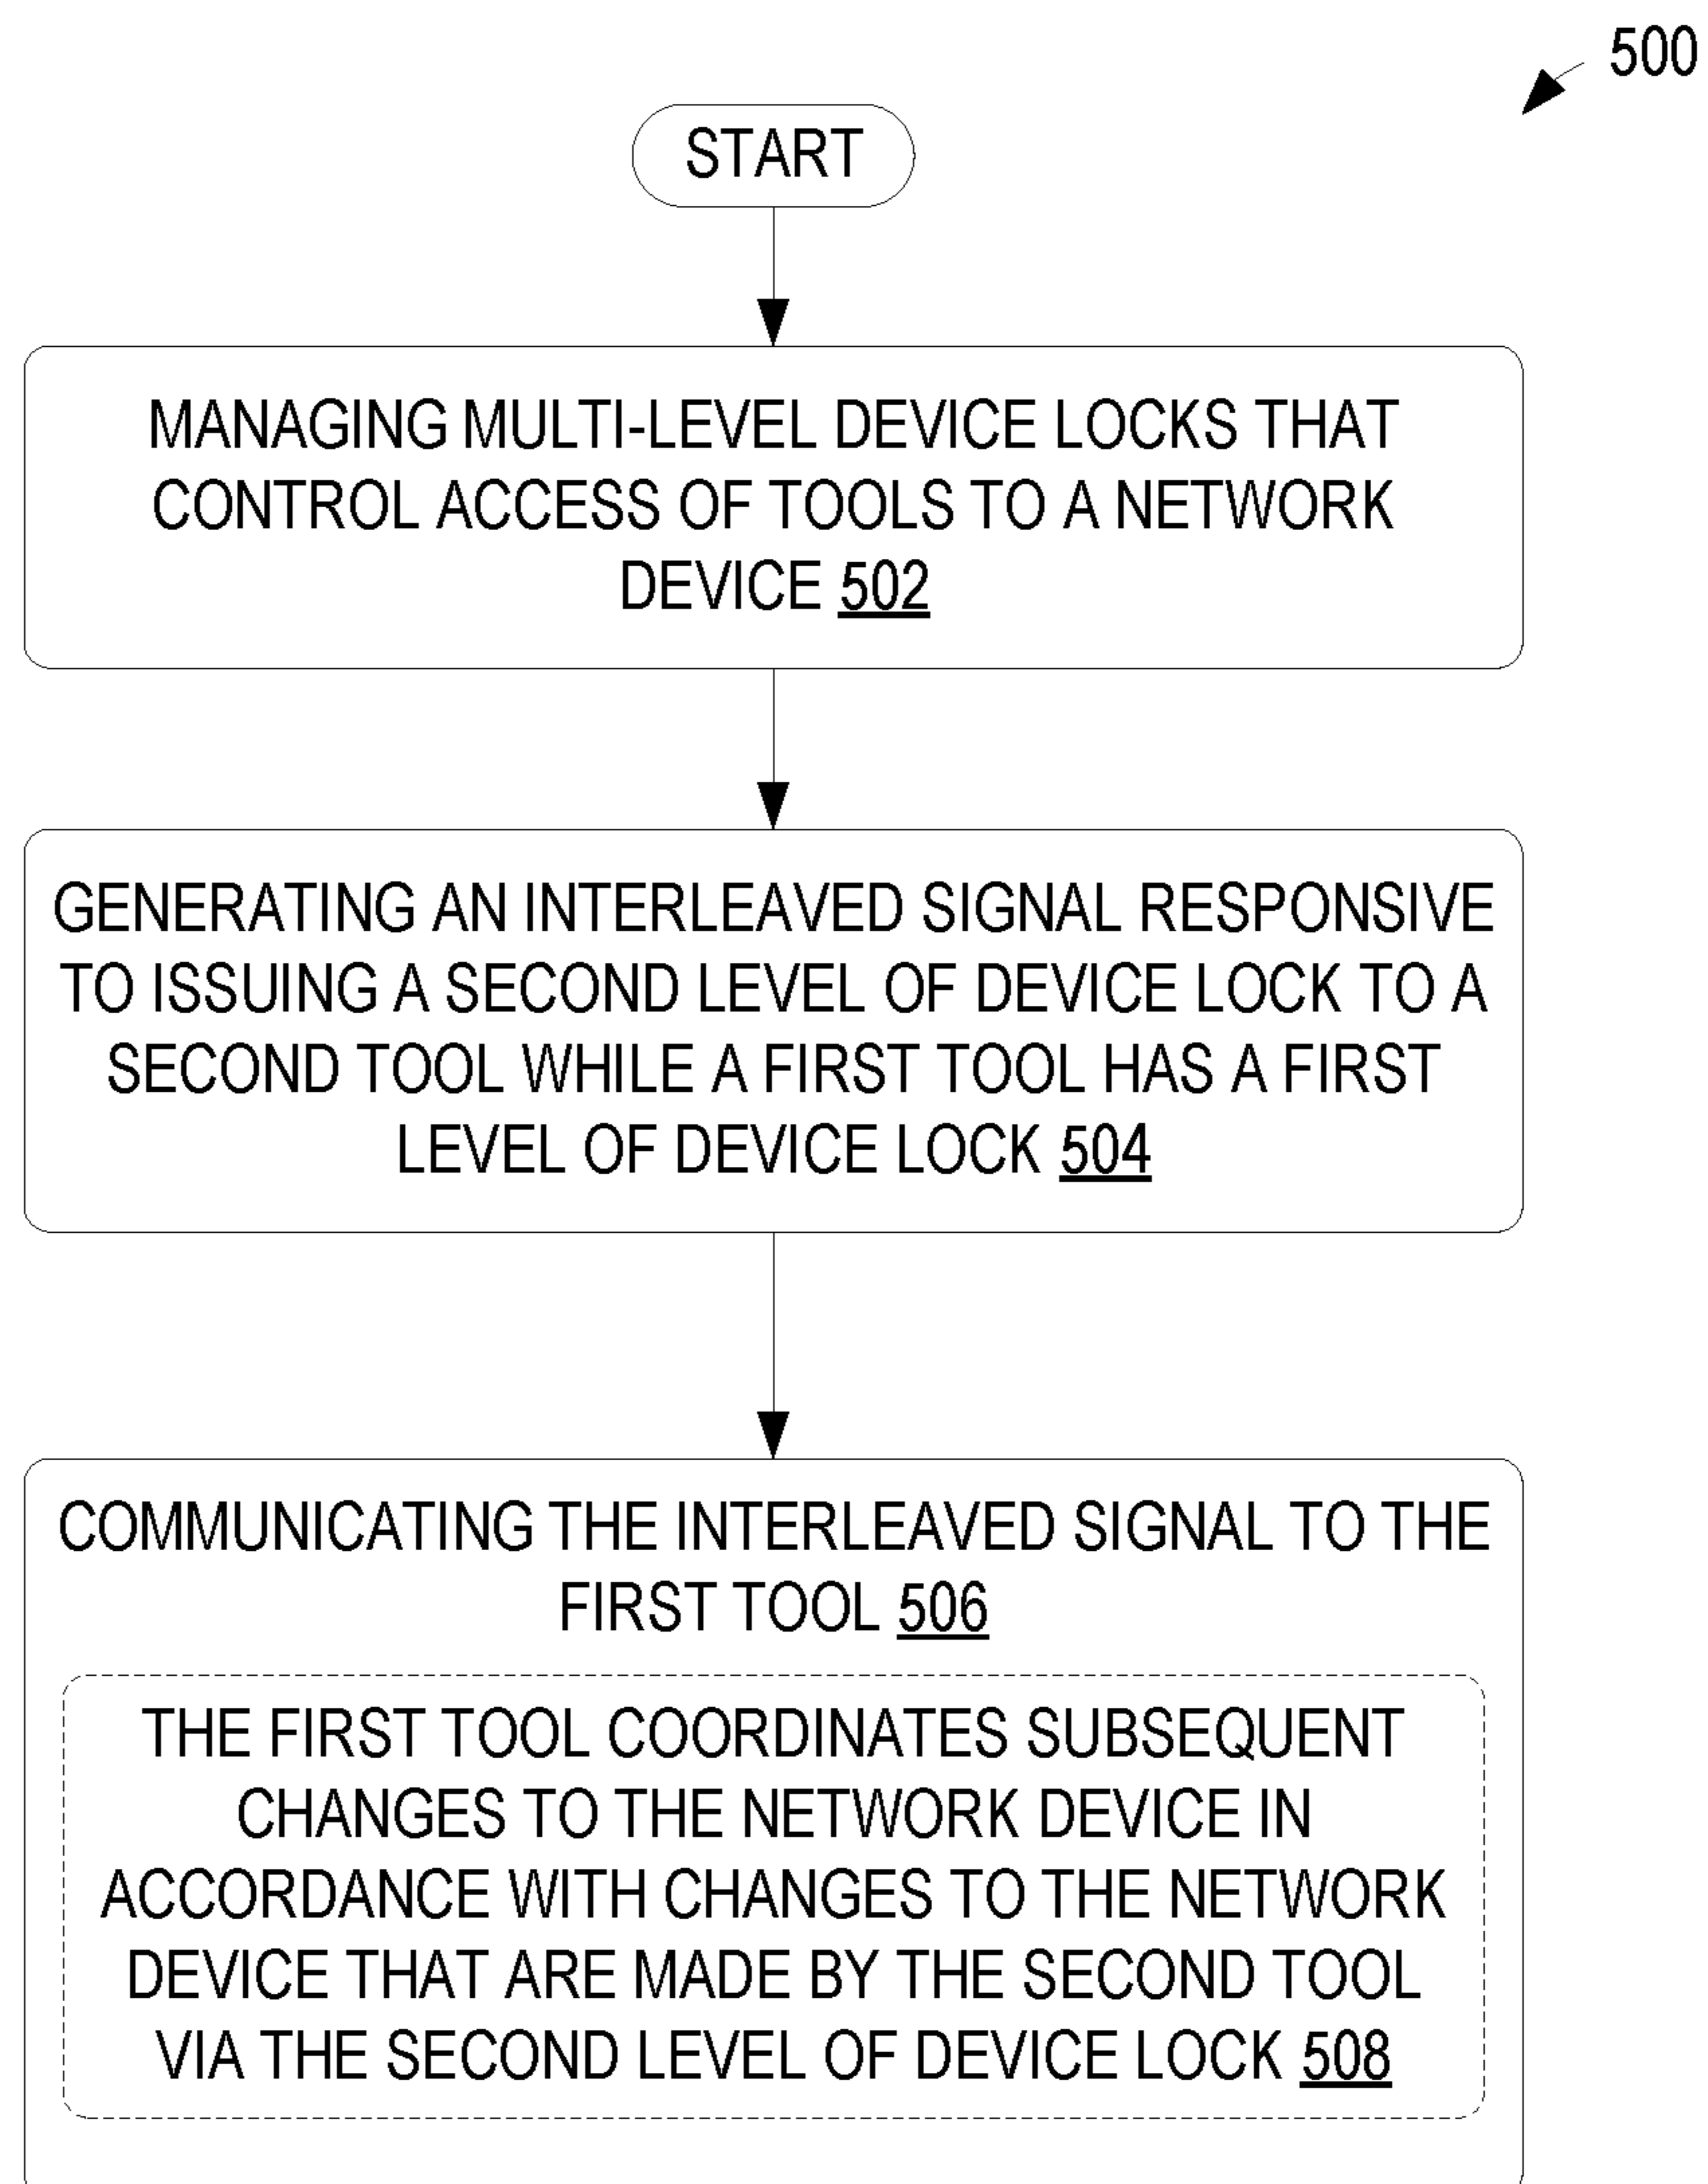 500
START
MANAGING MULTI-LEVEL DEVICE LOCKS THAT
CONTROL ACCESS OF TOOLS TO A NETWORK
DEVICE 502
GENERATING AN INTERLEAVED SIGNAL RESPONSIVE
TO ISSUING A SECOND LEVEL OF DEVICE LOCK TO A
SECOND TOOL WHILE A FIRST TOOL HAS A FIRST
LEVEL OF DEVICE LOCK 504
COMMUNICATING THE INTERLEAVED SIGNAL TO THE
FIRST TOOL 506
THE FIRST TOOL COORDINATES SUBSEQUENT
CHANGES TO THE NETWORK DEVICE IN
ACCORDANCE WITH CHANGES TO THE NETWORK
DEVICE THAT ARE MADE BY THE SECOND TOOL
VIA THE SECOND LEVEL OF DEVICE LOCK 508